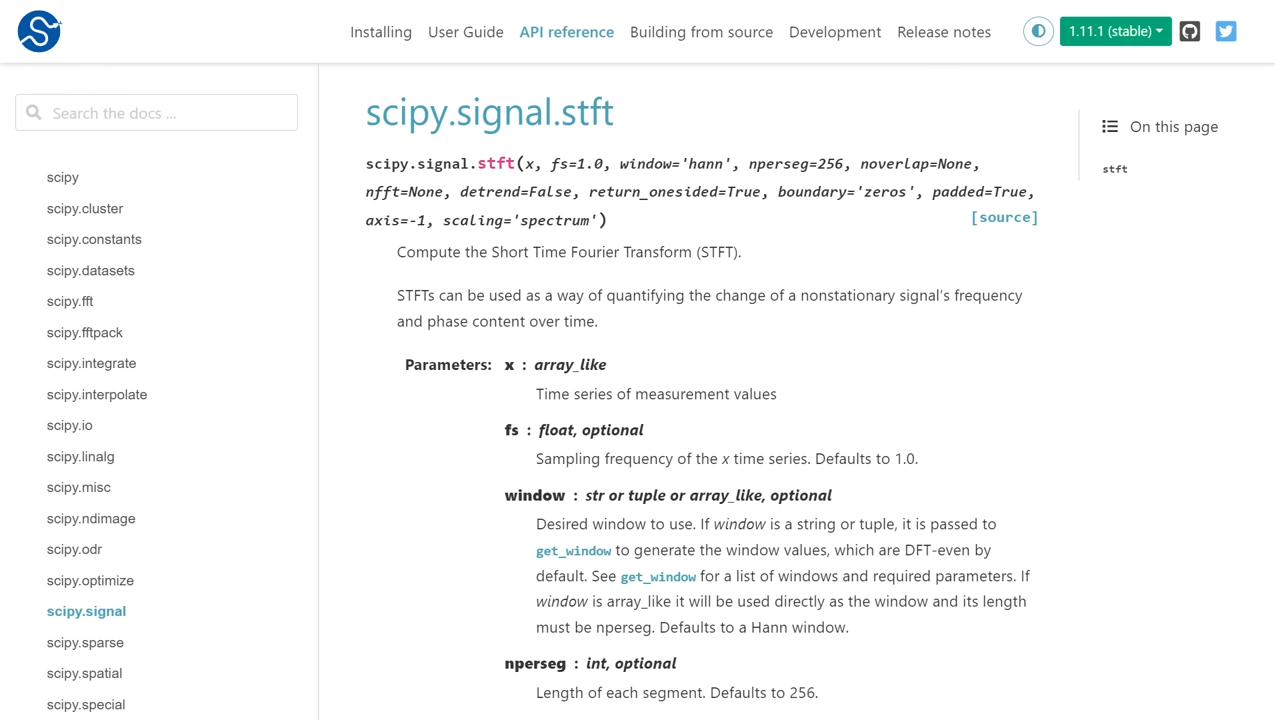 Installing User Guide API reference Building from source Development Release notes 1.11.1 (stable)
Search the docs ...
scipy
scipy.cluster
scipy.constants
scipy.datasets
scipy.fft
scipy.fftpack
scipy.integrate
scipy.interpolate
scipy.io
scipy.linalg
scipy.misc
scipy.ndimage
scipy.odr
scipy.optimize
scipy.signal
scipy.sparse
scipy.spatial
scipy.special
scipy.signal.stft
scipy.signal.stft(x, fs=1.0, window='hann', nperseg=256, noverlap=None,
nfft=None, detrend=False, return_onesided=True, boundary='zeros', padded=True,
axis=-1, scaling='spectrum') [source]
Compute the Short Time Fourier Transform (STFT).
STFTs can be used as a way of quantifying the change of a nonstationary signal’s frequency
and phase content over time.
Parameters: x : array_like
Time series of measurement values
fs : float, optional
Sampling frequency of the x time series. Defaults to 1.0.
window : str or tuple or array_like, optional
Desired window to use. If window is a string or tuple, it is passed to
get_window to generate the window values, which are DFT-even by
default. See get_window for a list of windows and required parameters. If
window is array_like it will be used directly as the window and its length
must be nperseg. Defaults to a Hann window.
nperseg : int, optional
Length of each segment. Defaults to 256.
On this page
stft